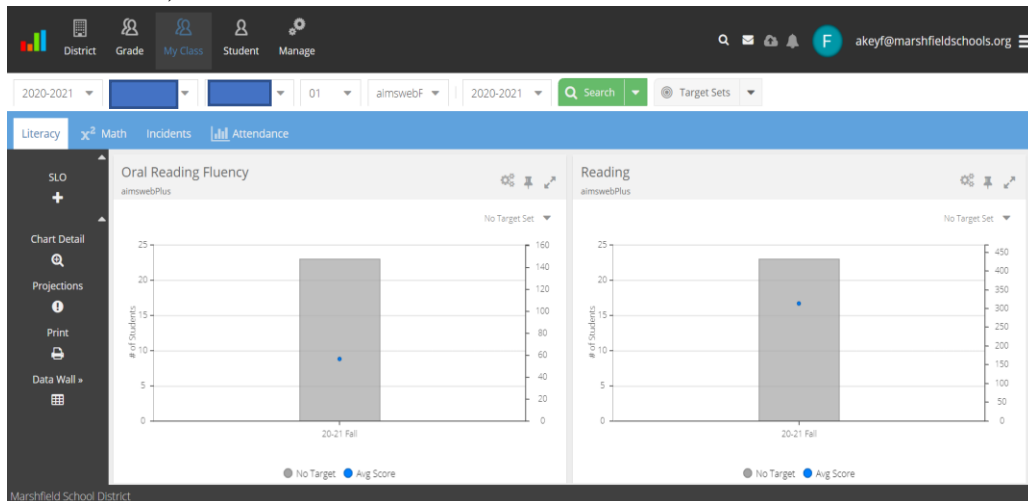 District Grade My Class Student Manage
F akeyf@marshfieldschools.org
2020-2021 01 aimswebF 2020-2021 Search Target Sets
Literacy x² Math Incidents Attendance
SLO
Chart Detail
Projections
Print
Data Wall »
Oral Reading Fluency
aimswebPlus
No Target Set
25
20
15
10
5
0
# of Students
160
140
120
100
80
60
40
20
0
20-21 Fall
No Target Avg Score
Reading
aimswebPlus
No Target Set
25
20
15
10
5
0
# of Students
450
400
350
300
250
200
150
100
50
0
20-21 Fall
No Target Avg Score
Marshfield School District